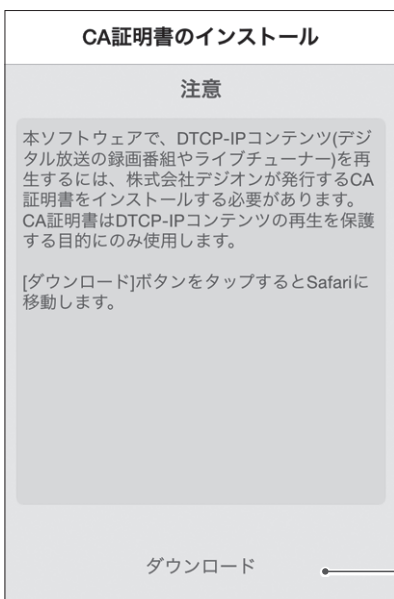 CA証明書のインストール
注意
本ソフトウェアで、DTCP-IPコンテンツ(デジ
タル放送の録画番組やライブチューナー)を再
生するには、株式会社デジオンが発行するCA
証明書をインストールする必要があります。
CA証明書はDTCP-IPコンテンツの再生を保護
する目的にのみ使用します。
[ダウンロード]ボタンをタップするとSafariに
移動します。
ダウンロード